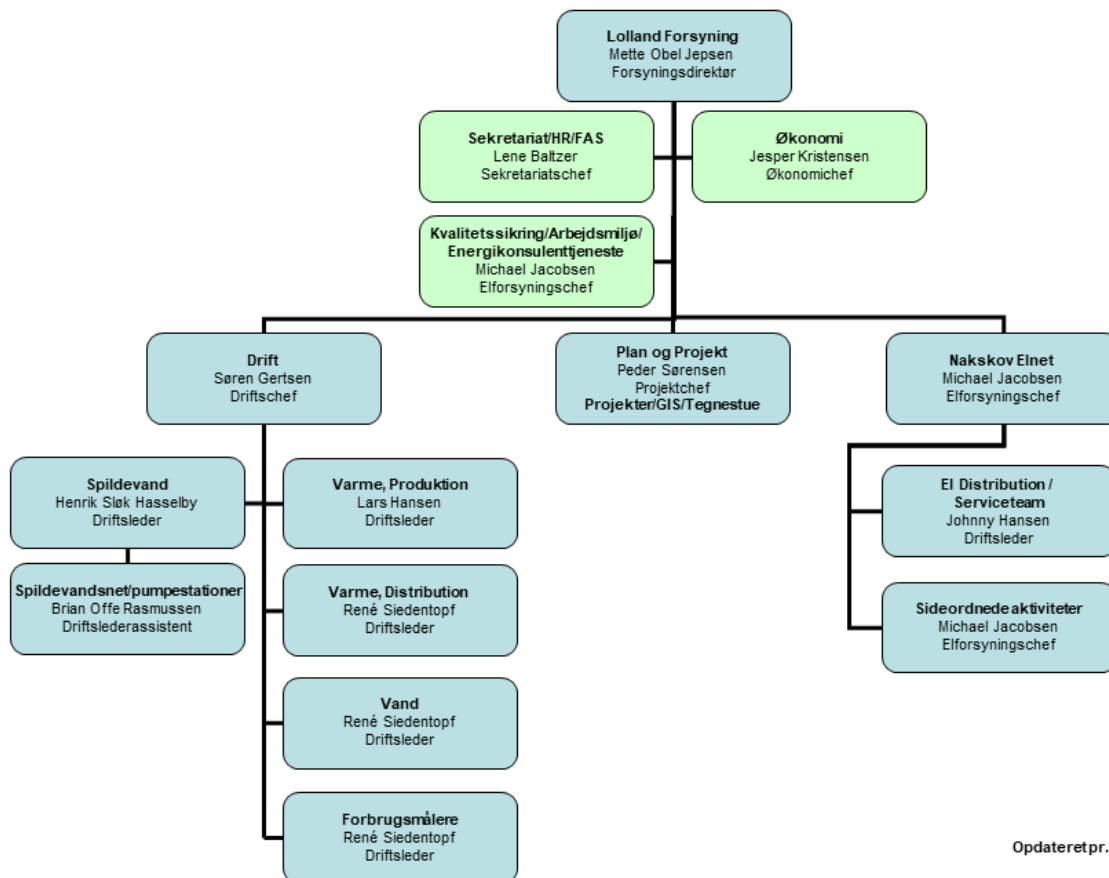 Lolland Forsyning
Mette Obel Jepsen
Forsyningsdirektør
Sekretariat/HR/FAS
Lene Baltzer
Sekretariatschef
Økonomi
Jesper Kristensen
Økonomichef
Kvalitetssikring/Arbejdsmiljø/
Energikonsulenttjeneste
Michael Jacobsen
Elforsyningschef
Drift
Søren Gertsen
Driftschef
Plan og Projekt
Peder Sørensen
Projektchef
Projekter/GIS/Tegnestue
Nakskov Elnet
Michael Jacobsen
Elforsyningschef
Spildevand
Henrik Sløk Hasselby
Driftsleder
Spildevandsnet/pumpestationer
Brian Offe Rasmussen
Driftslederassistent
Varme, Produktion
Lars Hansen
Driftsleder
Varme, Distribution
René Siedentopf
Driftsleder
Vand
René Siedentopf
Driftsleder
Forbrugsmålere
René Siedentopf
Driftsleder
El Distribution /
Serviceteam
Johnny Hansen
Driftsleder
Sideordnede aktiviteter
Michael Jacobsen
Elforsyningschef
Opdateret pr.